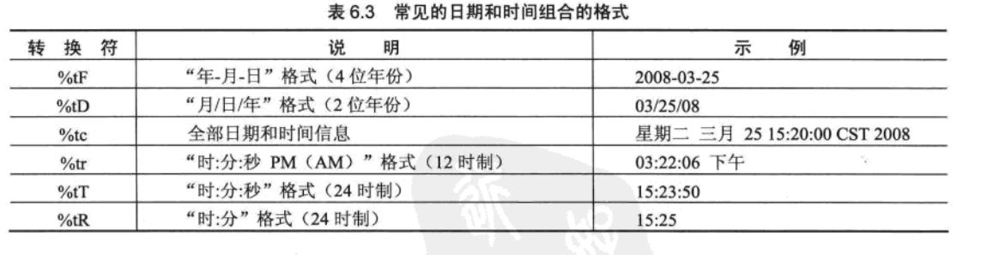 表 6.3 常见的日期和时间组合的格式
转 换 符 说 明 示 例
%tF “年-月-日”格式（4 位年份） 2008-03-25
%tD “月/日/年”格式（2 位年份） 03/25/08
%tc 全部日期和时间信息 星期二 三月 25 15:20:00 CST 2008
%tr “时:分:秒 PM（AM）”格式（12 时制） 03:22:06 下午
%tT “时:分:秒”格式（24 时制） 15:23:50
%tR “时:分”格式（24 时制） 15:25